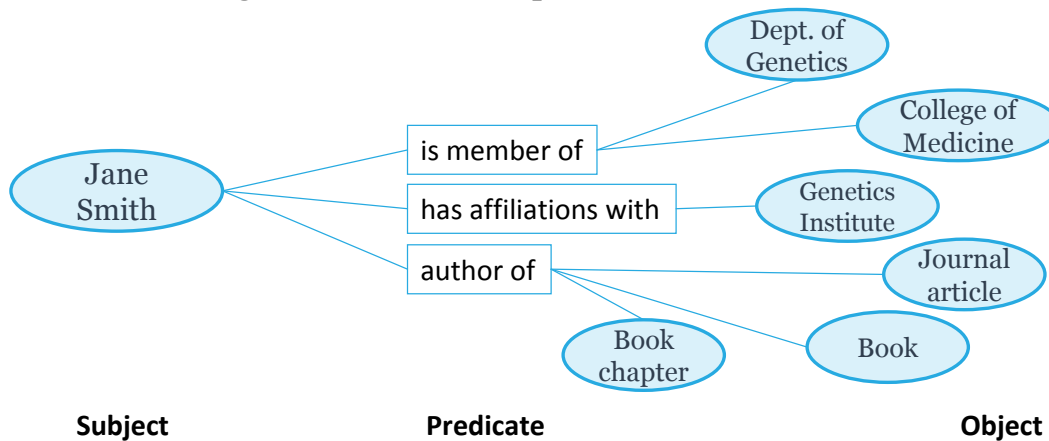 Dept. of
Genetics
College of
Medicine
is member of
Jane
Smith
has affiliations with
Genetics
Institute
author of
Journal
article
Book
chapter
Book
Subject
Predicate
Object